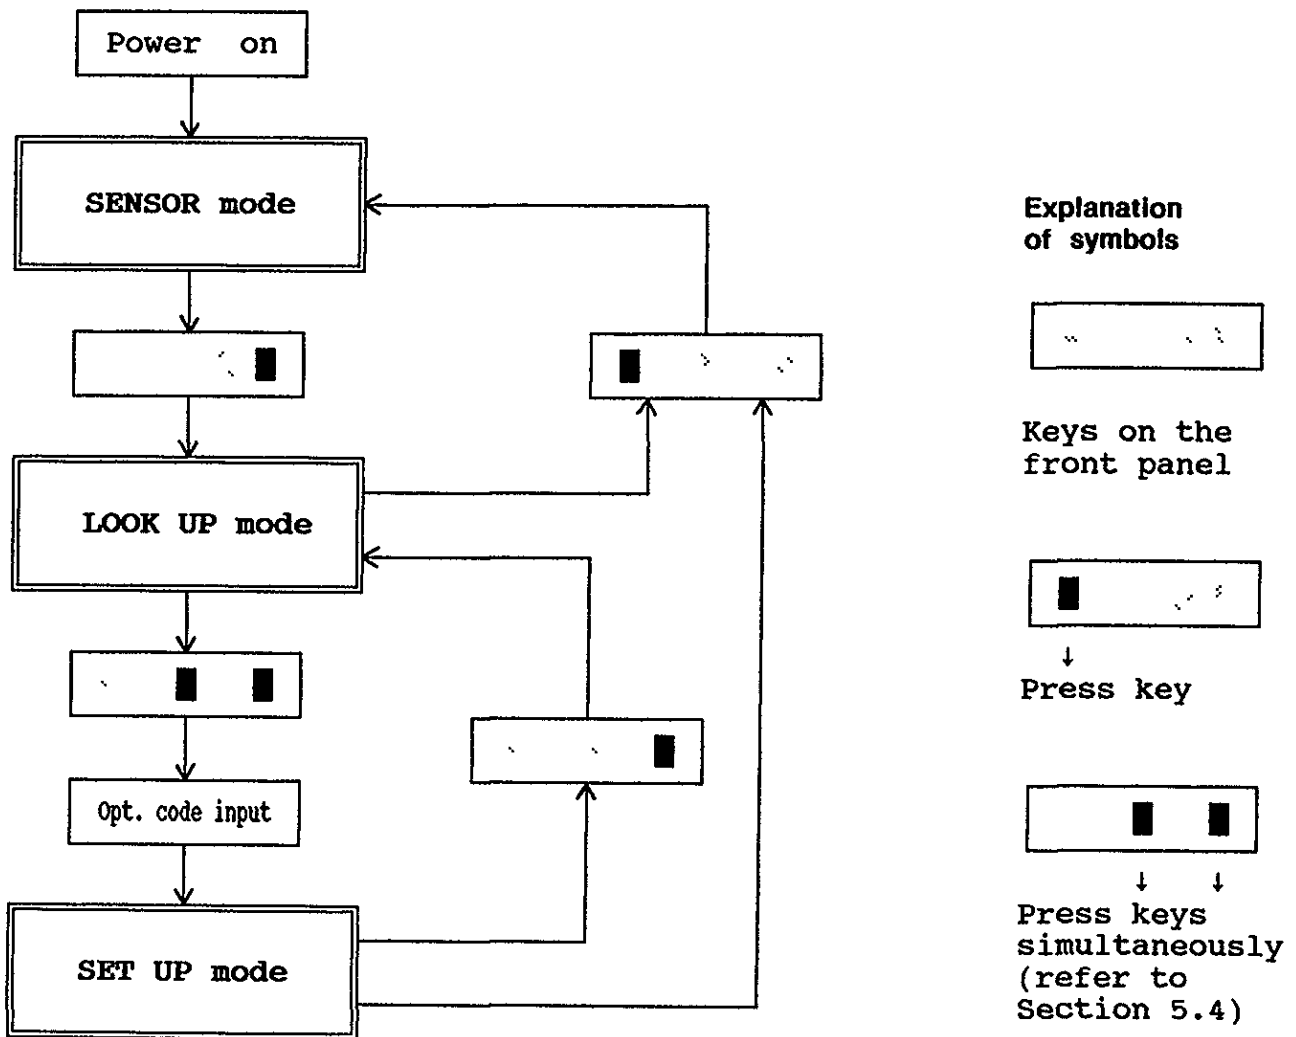 Power on
SENSOR mode
LOOK UP mode
Opt. code input
SET UP mode
Explanation
of symbols
Keys on the
front panel
↓
Press key
↓ ↓
Press keys
simultaneously
(refer to
Section 5.4)